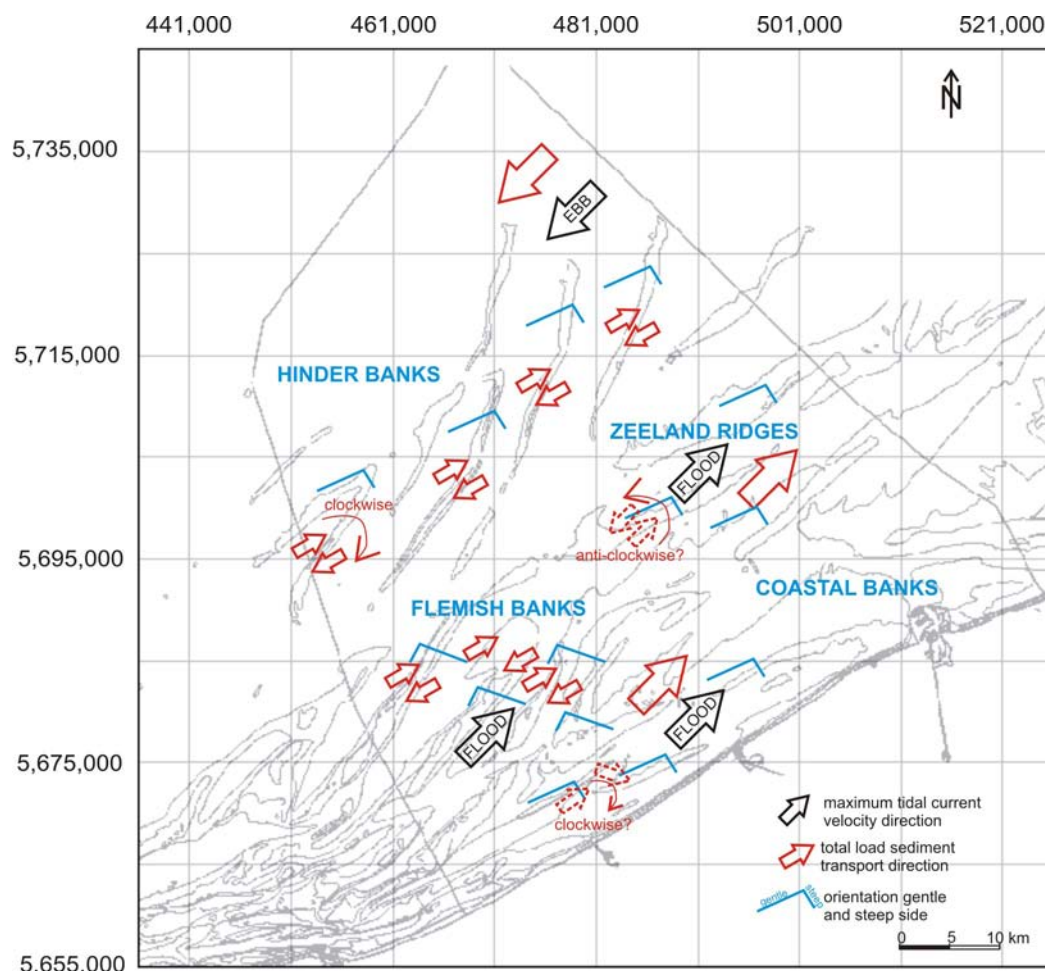 441,000 461,000 481,000 501,000 521,000
N
5,735,000
EBB
5,715,000
HINDER BANKS
ZEELAND RIDGES
FLOOD
clockwise
5,695,000
anti-clockwise?
COASTAL BANKS
FLEMISH BANKS
FLOOD
FLOOD
5,675,000
clockwise?
maximum tidal current
velocity direction
total load sediment
transport direction
gentle steep
orientation gentle
and steep side
0 5 10 km
5,655,000